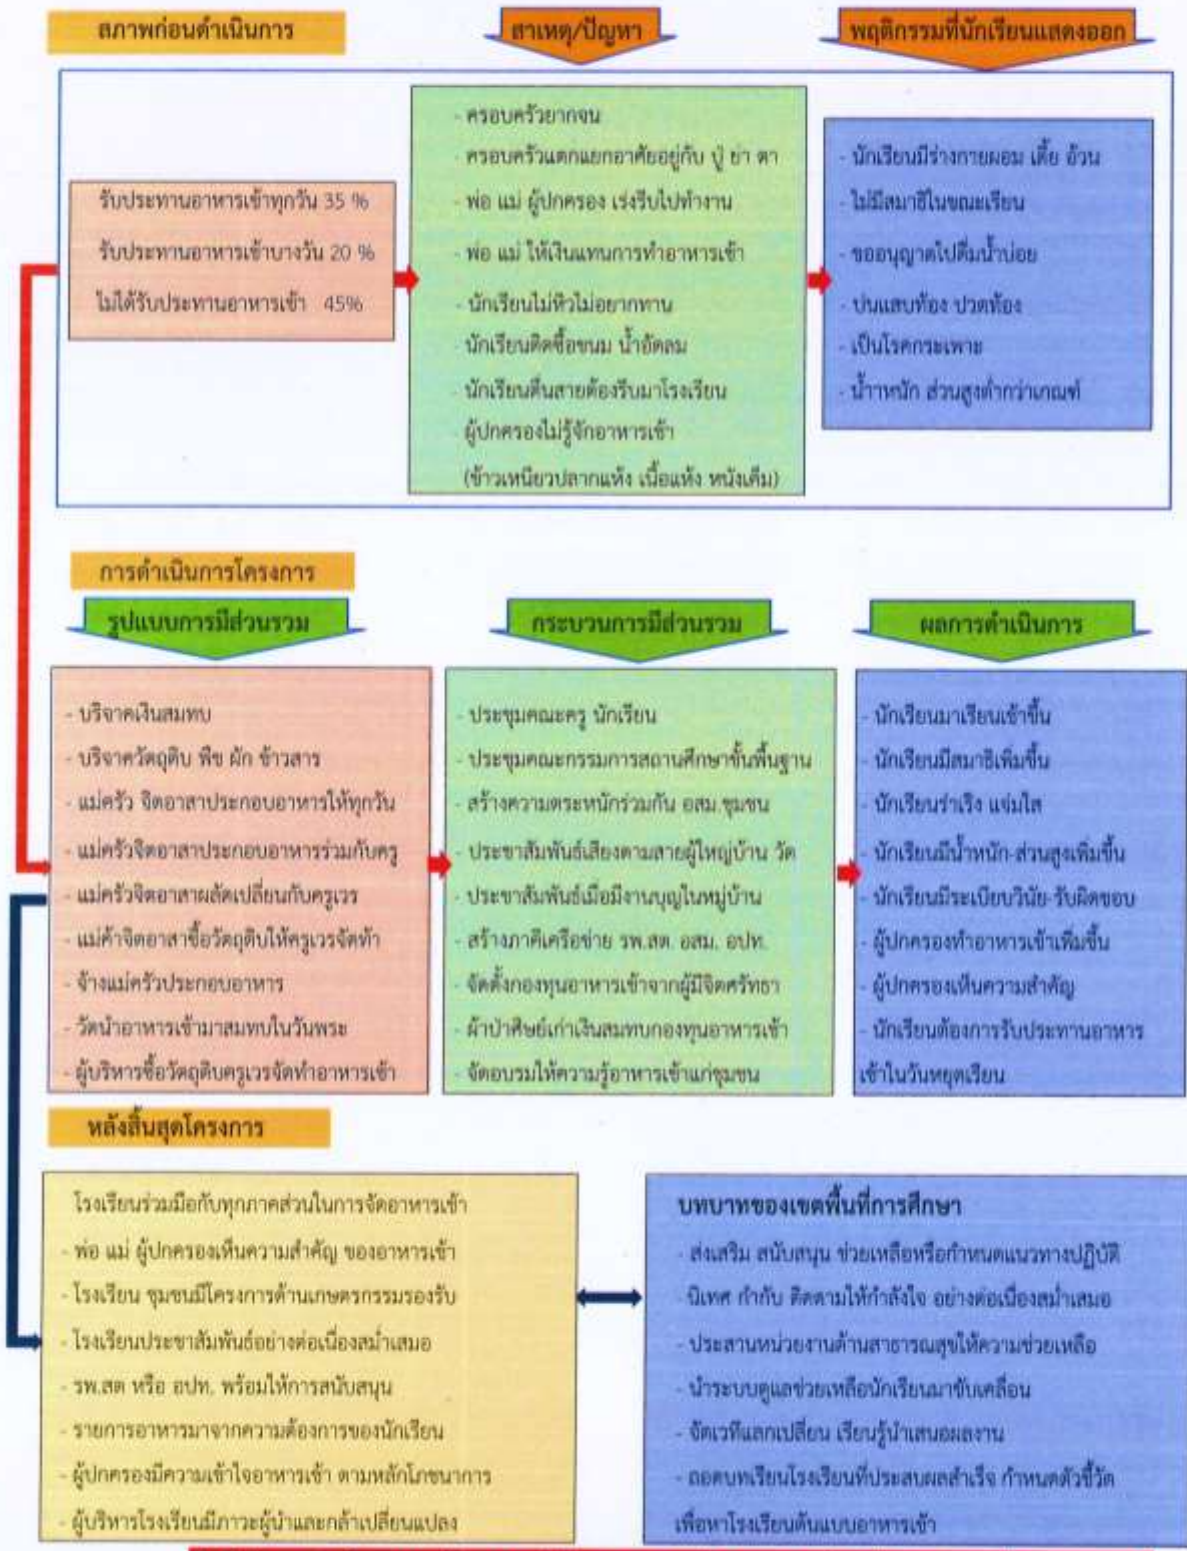 สภาพก่อนดำเนินการ
สาเหตุ/ปัญหา
พฤติกรรมที่นักเรียนแสดงออก
รับประทานอาหารเช้าทุกวัน 35 %
รับประทานอาหารเช้าบางวัน 20 %
ไม่ได้รับประทานอาหารเช้า 45%
- ครอบครัวยากจน
- ครอบครัวแตกแยกอาศัยอยู่กับ ปู่ ย่า ตา
- พ่อ แม่ ผู้ปกครอง เร่งรีบไปทำงาน
- พ่อ แม่ ให้เงินแทนการทำอาหารเช้า
- นักเรียนไม่หิวไม่อยากทาน
- นักเรียนติดซื้อขนม น้ำอัดลม
- นักเรียนตื่นสายต้องรีบมาโรงเรียน
- ผู้ปกครองไม่รู้จักอาหารเช้า
(ข้าวเหนียวปลากแห้ง เนื้อแห้ง หนังเค็ม)
- นักเรียนมีร่างกายผอม เตี้ย อ้วน
- ไม่มีสมาธิในขณะเรียน
- ขออนุญาตไปดื่มน้ำบ่อย
- บ่นแสบท้อง ปวดท้อง
- เป็นโรคกระเพาะ
- น้ำาหนัก ส่วนสูงต่ำกว่าเกณฑ์
การดำเนินการโครงการ
รูปแบบการมีส่วนรวม
กระบวนการมีส่วนรวม
ผลการดำเนินการ
- บริจาคเงินสมทบ
- บริจาควัตถุดิบ พืช ผัก ข้าวสาร
- แม่ครัว จิตอาสาประกอบอาหารให้ทุกวัน
- แม่ครัวจิตอาสาประกอบอาหารร่วมกับครู
- แม่ครัวจิตอาสาผลัดเปลี่ยนกับครูเวร
- แม่ค้าจิตอาสาซื้อวัตถุดิบให้ครูเวรจัดทำ
- จ้างแม่ครัวประกอบอาหาร
- วัดนำอาหารเช้ามาสมทบในวันพระ
- ผู้บริหารซื้อวัตถุดิบครูเวรจัดทำอาหารเช้า
- ประชุมคณะครู นักเรียน
- ประชุมคณะกรรมการสถานศึกษาขั้นพื้นฐาน
- สร้างความตระหนักร่วมกัน อสม.ชุมชน
- ประชาสัมพันธ์เสียงตามสายผู้ใหญ่บ้าน วัด
- ประชาสัมพันธ์เมื่อมีงานบุญในหมู่บ้าน
- สร้างภาคีเครือข่าย รพ.สต. อสม. อปท.
- จัดตั้งกองทุนอาหารเช้าจากผู้มีจิตศรัทธา
- ผ้าป่าศิษย์เก่าเงินสมทบกองทุนอาหารเช้า
- จัดอบรมให้ความรู้อาหารเช้าแก่ชุมชน
- นักเรียนมาเรียนเช้าขึ้น
- นักเรียนมีสมาธิเพิ่มขึ้น
- นักเรียนร่าเริง แจ่มใส
- นักเรียนมีน้ำหนัก-ส่วนสูงเพิ่มขึ้น
- นักเรียนมีระเบียบวินัย-รับผิดชอบ
- ผู้ปกครองทำอาหารเช้าเพิ่มขึ้น
- ผู้ปกครองเห็นความสำคัญ
- นักเรียนต้องการรับประทานอาหาร
เช้าในวันหยุดเรียน
หลังสิ้นสุดโครงการ
โรงเรียนร่วมมือกับทุกภาคส่วนในการจัดอาหารเช้า
- พ่อ แม่ ผู้ปกครองเห็นความสำคัญ ของอาหารเช้า
- โรงเรียน ชุมชนมีโครงการด้านเกษตรกรรมรองรับ
- โรงเรียนประชาสัมพันธ์อย่างต่อเนื่องสม่ำเสมอ
- รพ.สต หรือ อปท. พร้อมให้การสนับสนุน
- รายการอาหารมาจากความต้องการของนักเรียน
- ผู้ปกครองมีความเข้าใจอาหารเช้า ตามหลักโภชนาการ
- ผู้บริหารโรงเรียนมีภาวะผู้นำและกล้าเปลี่ยนแปลง
บทบาทของเขตพื้นที่การศึกษา
- ส่งเสริม สนับสนุน ช่วยเหลือหรือกำหนดแนวทางปฏิบัติ
- นิเทศ กำกับ ติดตามให้กำลังใจ อย่างต่อเนื่องสม่ำเสมอ
- ประสานหน่วยงานด้านสาธารณสุขให้ความช่วยเหลือ
- นำระบบดูแลช่วยเหลือนักเรียนมาขับเคลื่อน
- จัดเวทีแลกเปลี่ยน เรียนรู้นำเสนอผลงาน
- ถอดบทเรียนโรงเรียนที่ประสบผลสำเร็จ กำหนดตัวชี้วัด
เพื่อหาโรงเรียนต้นแบบอาหารเช้า